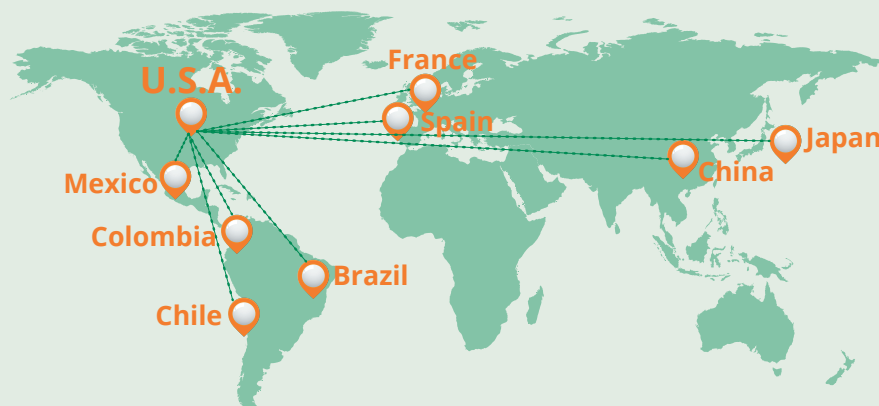 France
U.S.A.
Spain
Japan
China
Mexico
Colombia
Brazil
Chile